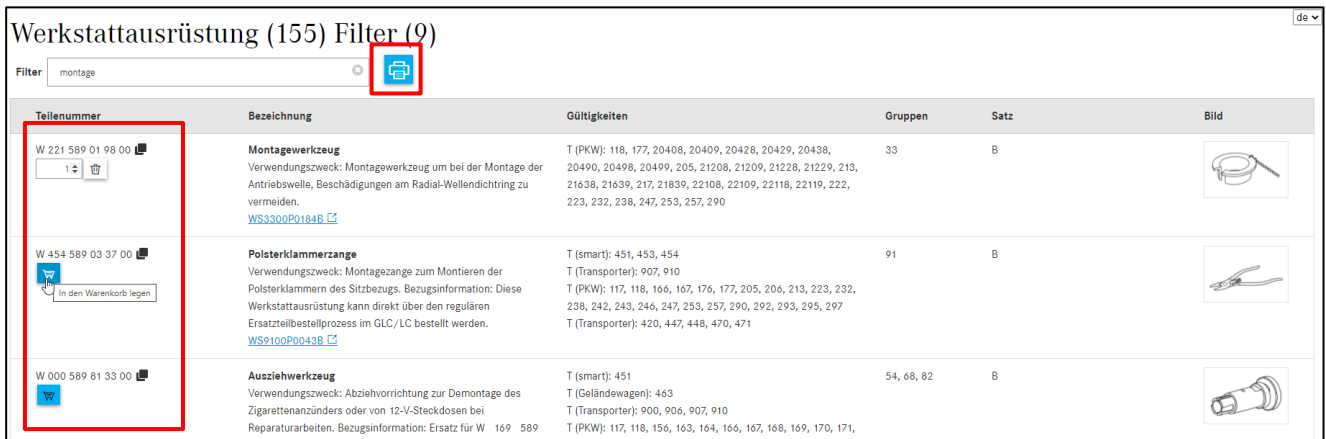 de
Werkstattausrüstung (155) Filter (9)
Filter montage
Teilenummer Bezeichnung Gültigkeiten Gruppen Satz Bild
W 221 589 01 98 00 Montagewerkzeug T (PKW): 118, 177, 20408, 20409, 20428, 20429, 20438, 33 B
1 Verwendungszweck: Montagewerkzeug um bei der Montage der 20490, 20498, 20499, 205, 21208, 21209, 21228, 21229, 213,
Antriebswelle, Beschädigungen am Radial-Wellendichtring zu 21638, 21639, 217, 21839, 22108, 22109, 22118, 22119, 222,
vermeiden. 223, 232, 238, 247, 253, 257, 290
WS3300P0184B
W 454 589 03 37 00 Polsterklammerzange T (smart): 451, 453, 454 91 B
Verwendungszweck: Montagezange zum Montieren der T (Transporter): 907, 910
In den Warenkorb legen Polsterklammern des Sitzbezugs. Bezugsinformation: Diese T (PKW): 117, 118, 166, 167, 176, 177, 205, 206, 213, 223, 232,
Werkstattausrüstung kann direkt über den regulären 238, 242, 243, 246, 247, 253, 257, 290, 292, 293, 295, 297
Ersatzteilbestellprozess im GLC/LC bestellt werden. T (Transporter): 420, 447, 448, 470, 471
WS9100P0043B
W 000 589 81 33 00 Ausziehwerkzeug T (smart): 451 54, 68, 82 B
Verwendungszweck: Abziehvorrichtung zur Demontage des T (Geländewagen): 463
Zigarettenanzünders oder von 12-V-Steckdosen bei T (Transporter): 900, 906, 907, 910
Reparaturarbeiten. Bezugsinformation: Ersatz für W 169 589 T (PKW): 117, 118, 156, 163, 164, 166, 167, 168, 169, 170, 171,